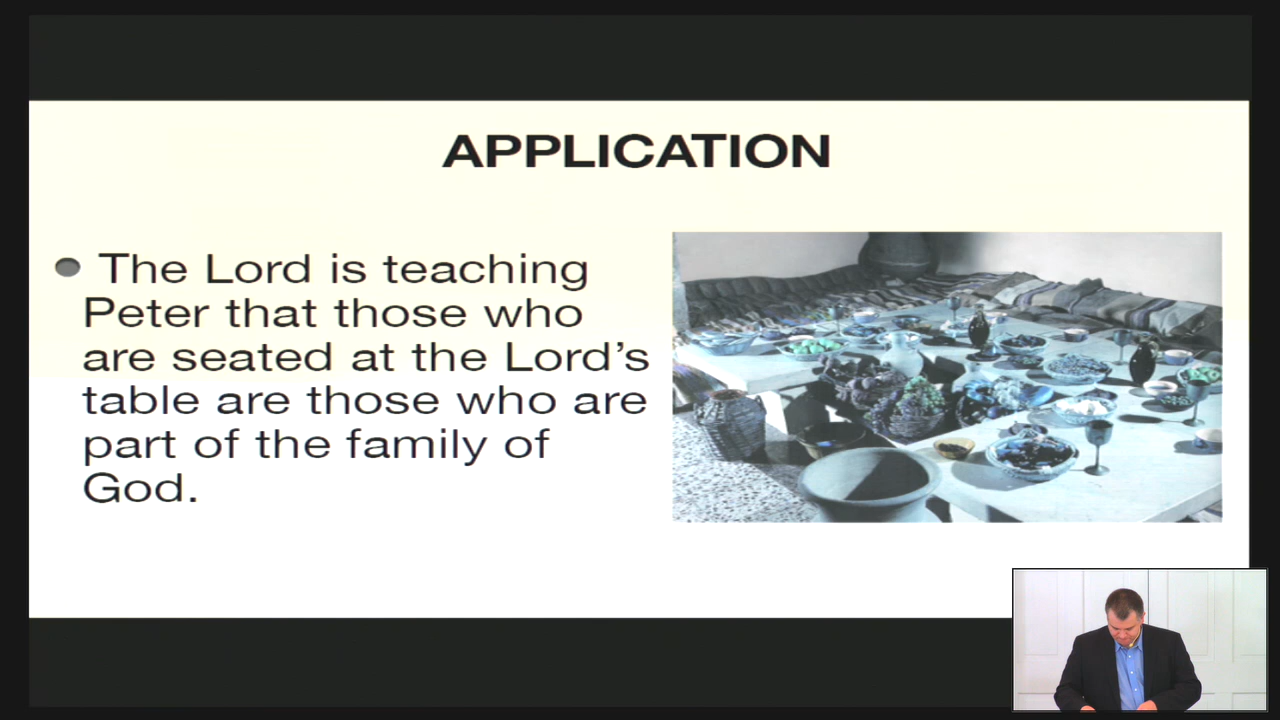 APPLICATION
The Lord is teaching
Peter that those who
are seated at the Lord’s
table are those who are
part of the family of
God.